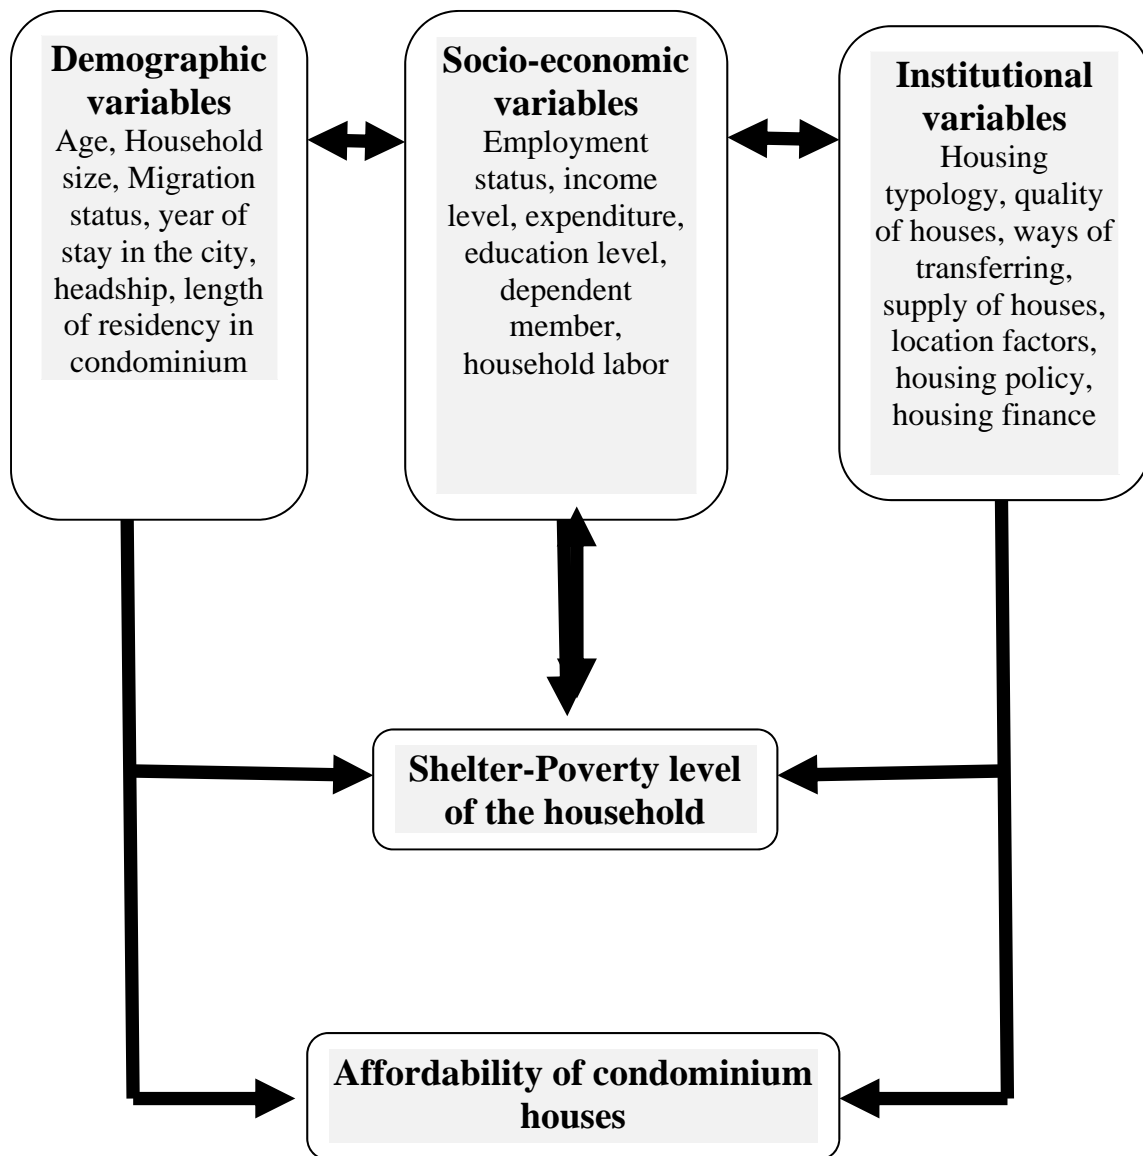 Demographic
variables
Age, Household
size, Migration
status, year of
stay in the city,
headship, length
of residency in
condominium
Socio-economic
variables
Employment
status, income
level, expenditure,
education level,
dependent
member,
household labor
Institutional
variables
Housing
typology, quality
of houses, ways of
transferring,
supply of houses,
location factors,
housing policy,
housing finance
Shelter-Poverty level
of the household
Affordability of condominium
houses